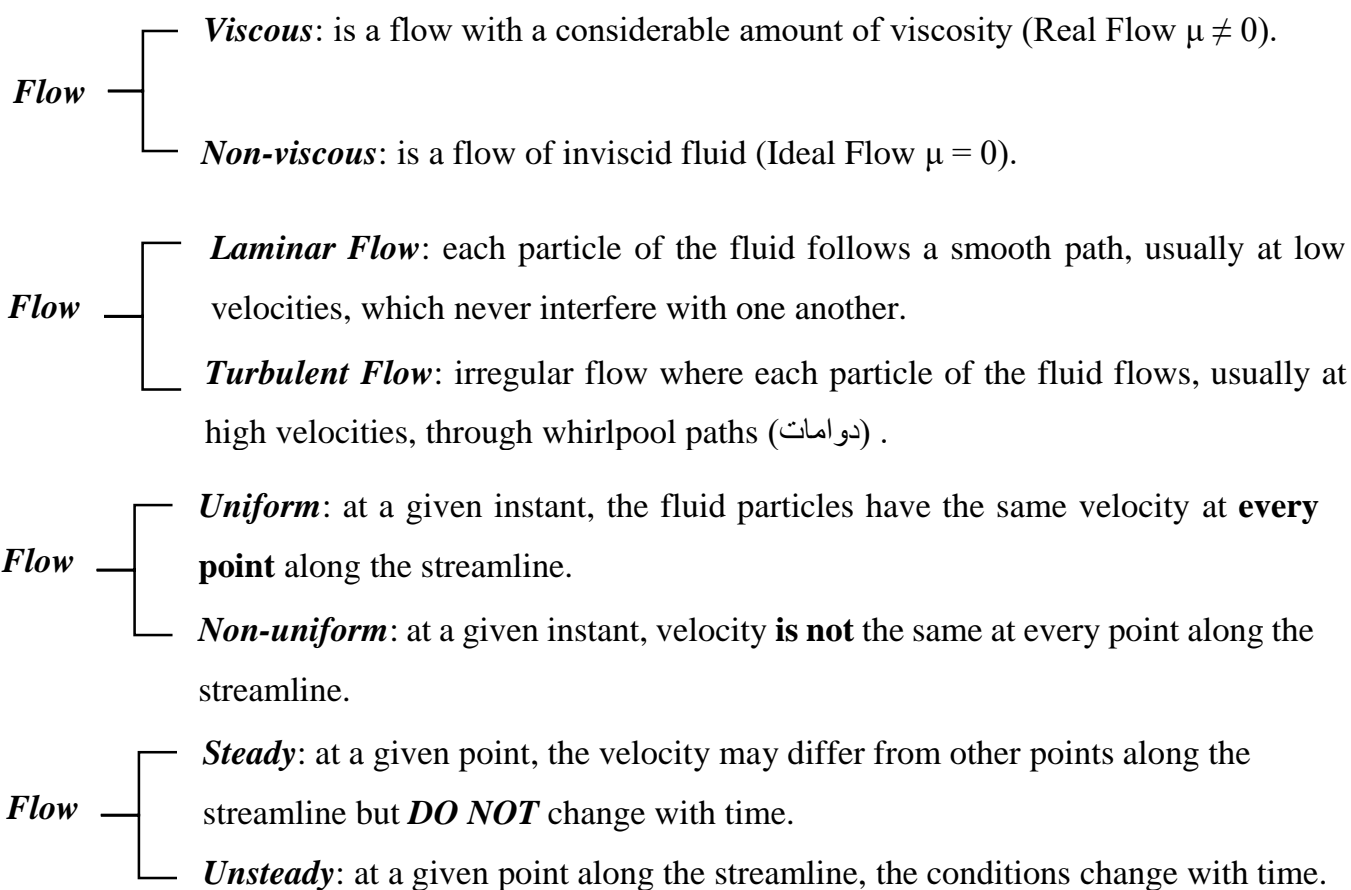 Viscous: is a flow with a considerable amount of viscosity (Real Flow μ ≠ 0).
Flow
Non-viscous: is a flow of inviscid fluid (Ideal Flow μ = 0).
Laminar Flow: each particle of the fluid follows a smooth path, usually at low
Flow
velocities, which never interfere with one another.
Turbulent Flow: irregular flow where each particle of the fluid flows, usually at
high velocities, through whirlpool paths (دوامات) .
Uniform: at a given instant, the fluid particles have the same velocity at every
Flow
point along the streamline.
Non-uniform: at a given instant, velocity is not the same at every point along the
streamline.
Steady: at a given point, the velocity may differ from other points along the
Flow
streamline but DO NOT change with time.
Unsteady: at a given point along the streamline, the conditions change with time.